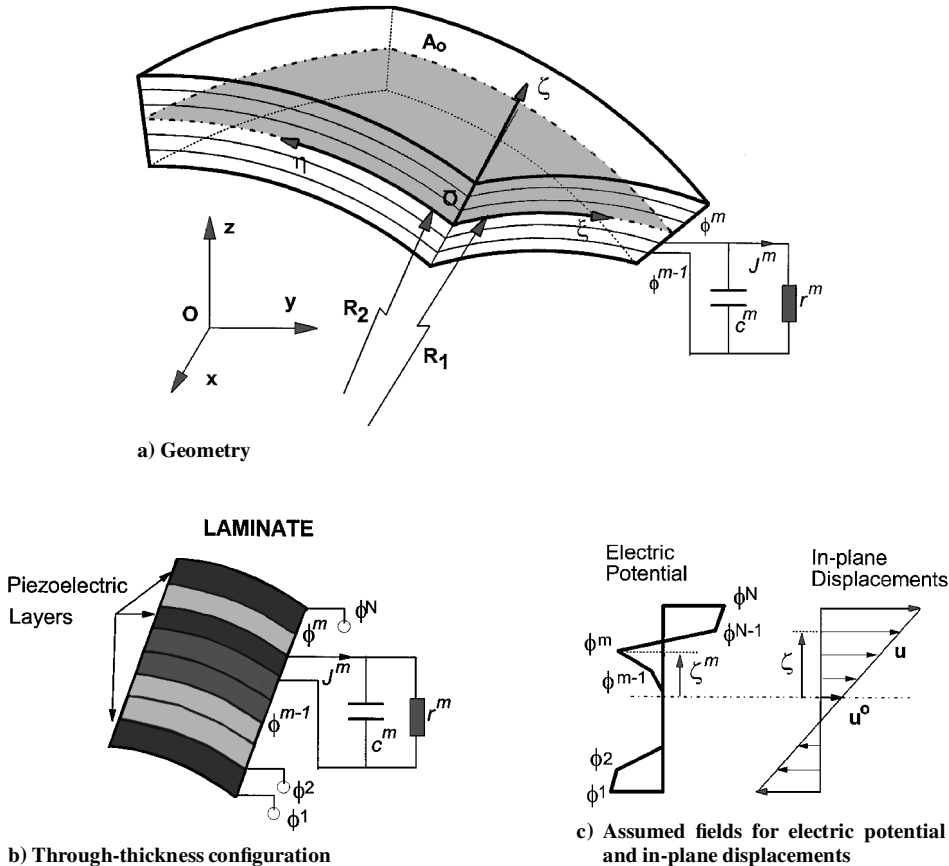 A₀
ζ
η
O̅
ξ
z
O
y
x
R₂
R₁
ϕᵐ
ϕᵐ⁻¹
Jᵐ
cᵐ
rᵐ
a) Geometry
LAMINATE
Piezoelectric
Layers
ϕᴺ
ϕᵐ
Jᵐ
ϕᵐ⁻¹
cᵐ
rᵐ
ϕ²
ϕ¹
b) Through-thickness configuration
Electric
Potential
ϕᴺ
ϕᴺ⁻¹
ϕᵐ
ζᵐ
ϕᵐ⁻¹
ϕ²
ϕ¹
In-plane
Displacements
ζ
u
u⁰
c) Assumed fields for electric potential
and in-plane displacements